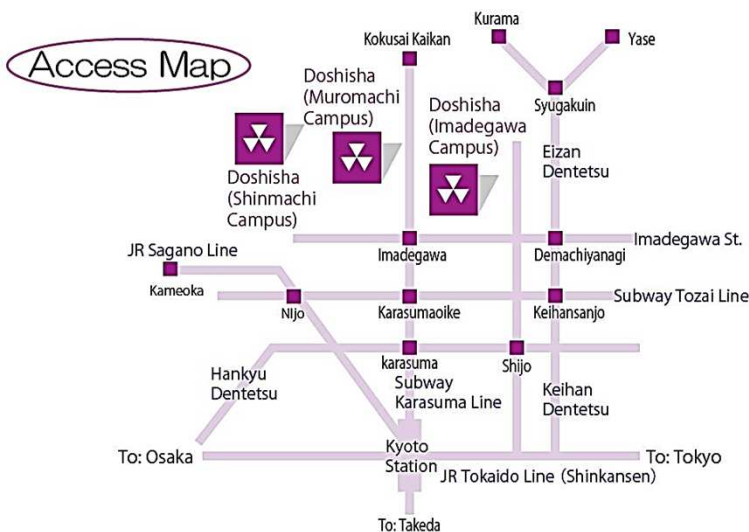 Access Map
Kurama
Yase
Kokusai Kaikan
Doshisha
(Muromachi
Campus)
Doshisha
(Imadegawa
Campus)
Syugakuin
Doshisha
(Shinmachi
Campus)
Eizan
Dentetsu
JR Sagano Line
Imadegawa
Demachiyanagi
Imadegawa St.
Kameoka
NIjo
Karasumaoike
Keihansanjo
Subway Tozai Line
Hankyu
Dentetsu
karasuma
Shijo
Subway
Karasuma Line
Keihan
Dentetsu
To: Osaka
Kyoto
Station
JR Tokaido Line (Shinkansen)
To: Tokyo
To: Takeda